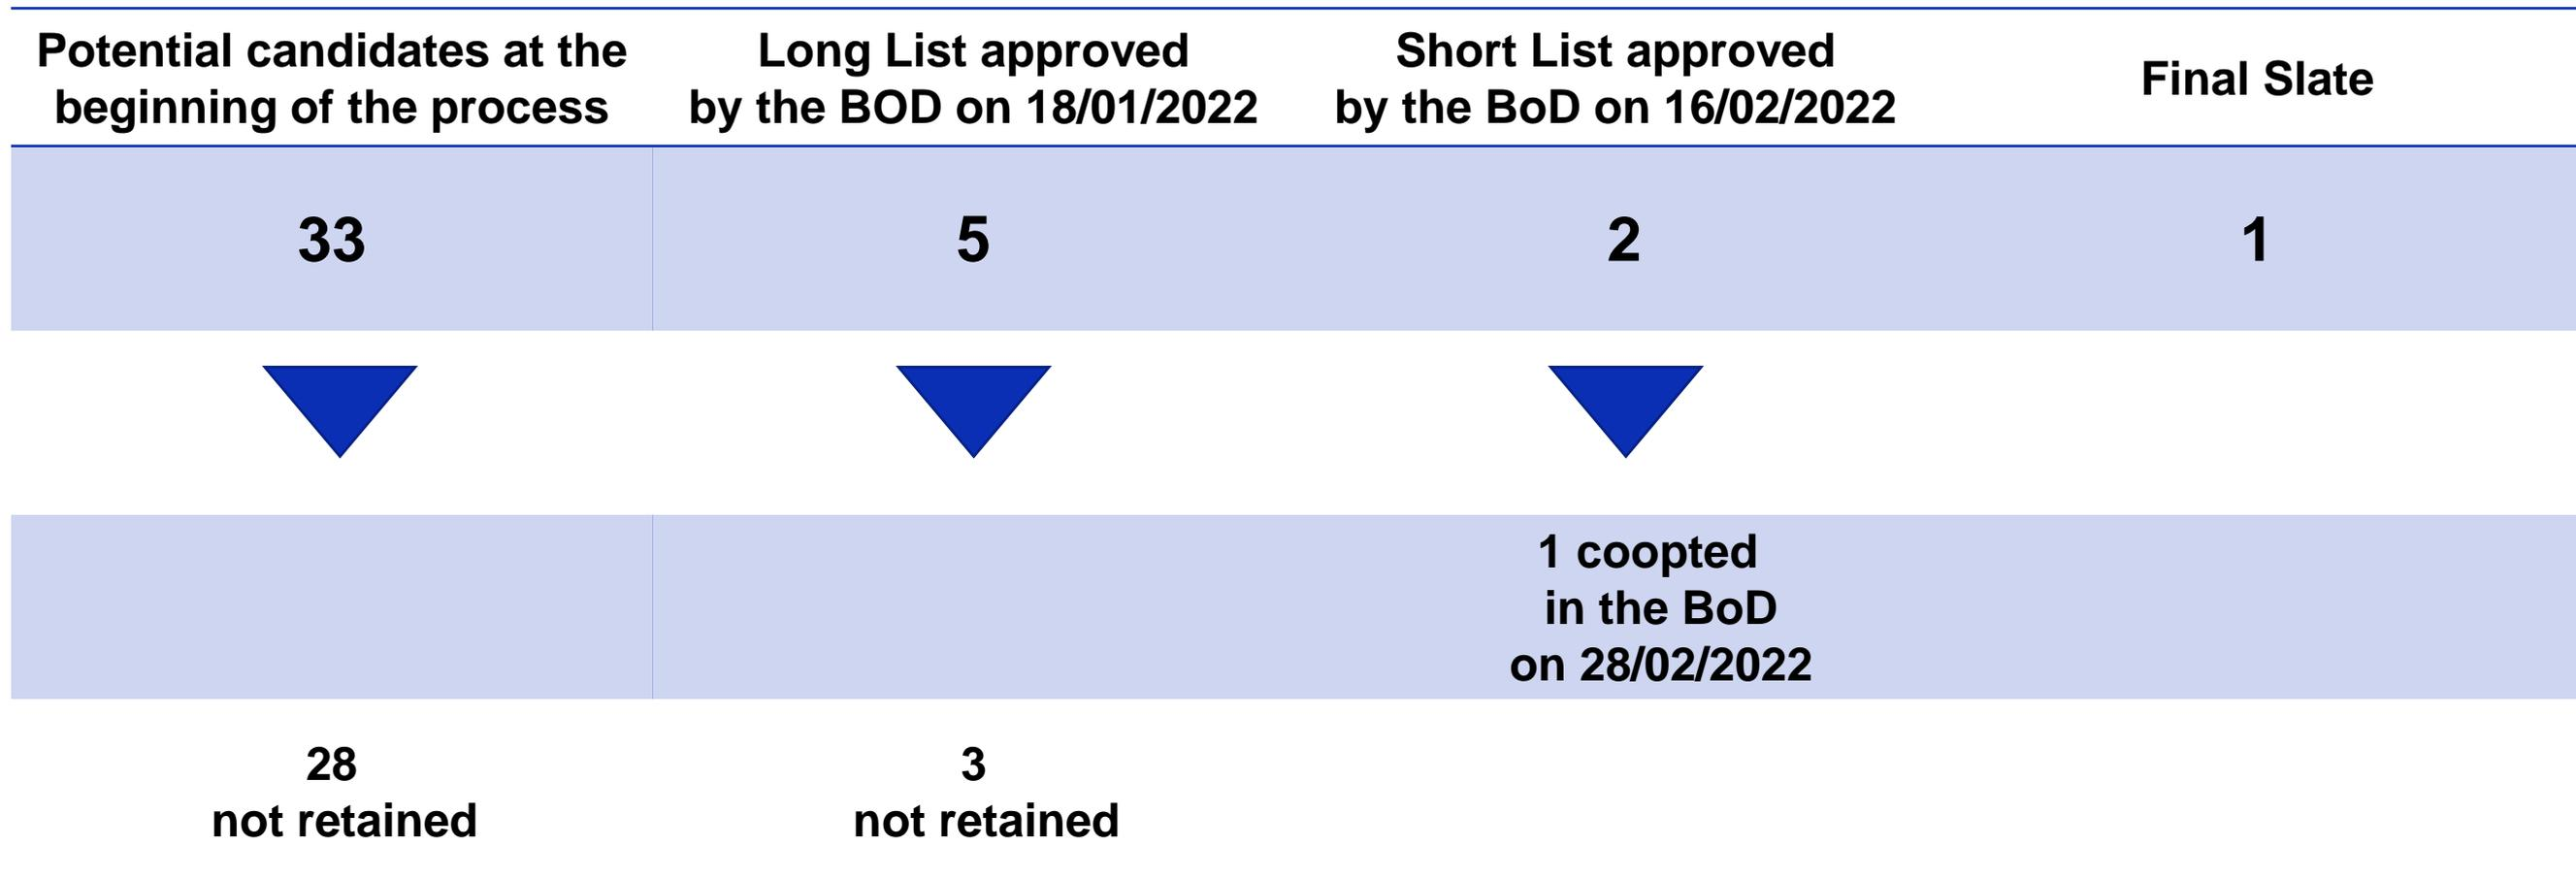 Potential candidates at the
beginning of the process
Long List approved
by the BOD on 18/01/2022
Short List approved
by the BoD on 16/02/2022
Final Slate
33
5
2
1
1 coopted
in the BoD
on 28/02/2022
28
not retained
3
not retained